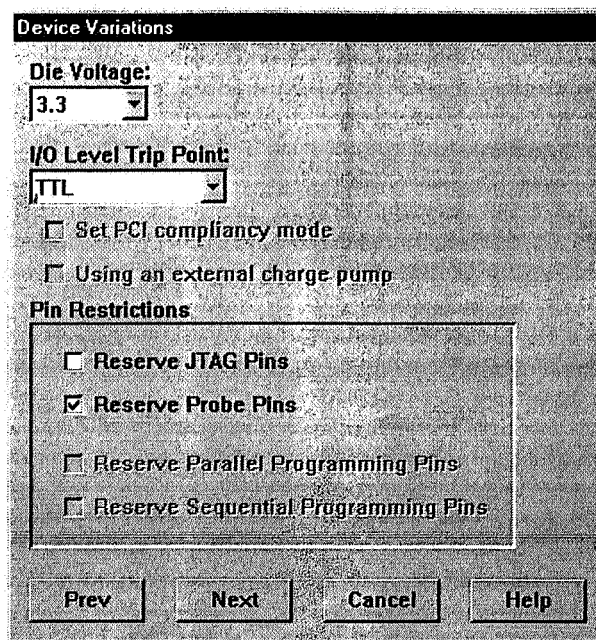 Device Variations
Die Voltage:
3.3
I/O Level Trip Point:
TTL
Set PCI compliancy mode
Using an external charge pump
Pin Restrictions
Reserve JTAG Pins
Reserve Probe Pins
Reserve Parallel Programming Pins
Reserve Sequential Programming Pins
Prev Next Cancel Help